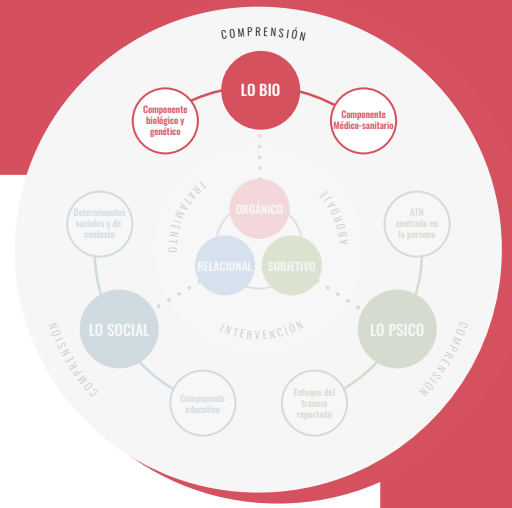 COMPRENSIÓN
LO BIO
Componente
biológico y
genético
Componente
Médico-sanitario
TRATAMIENTO
ABORAJE
ORGÁNICO
Determinantes
sociales y de
contexto
ATN
centrada en
la persona
RELACIONAL
SUBJETIVO
LO SOCIAL
INTERVENCIÓN
LO PSICO
COMPRENSIÓN
COMPRENSIÓN
Componente
educativo
Enfoque del
trauma
reportado